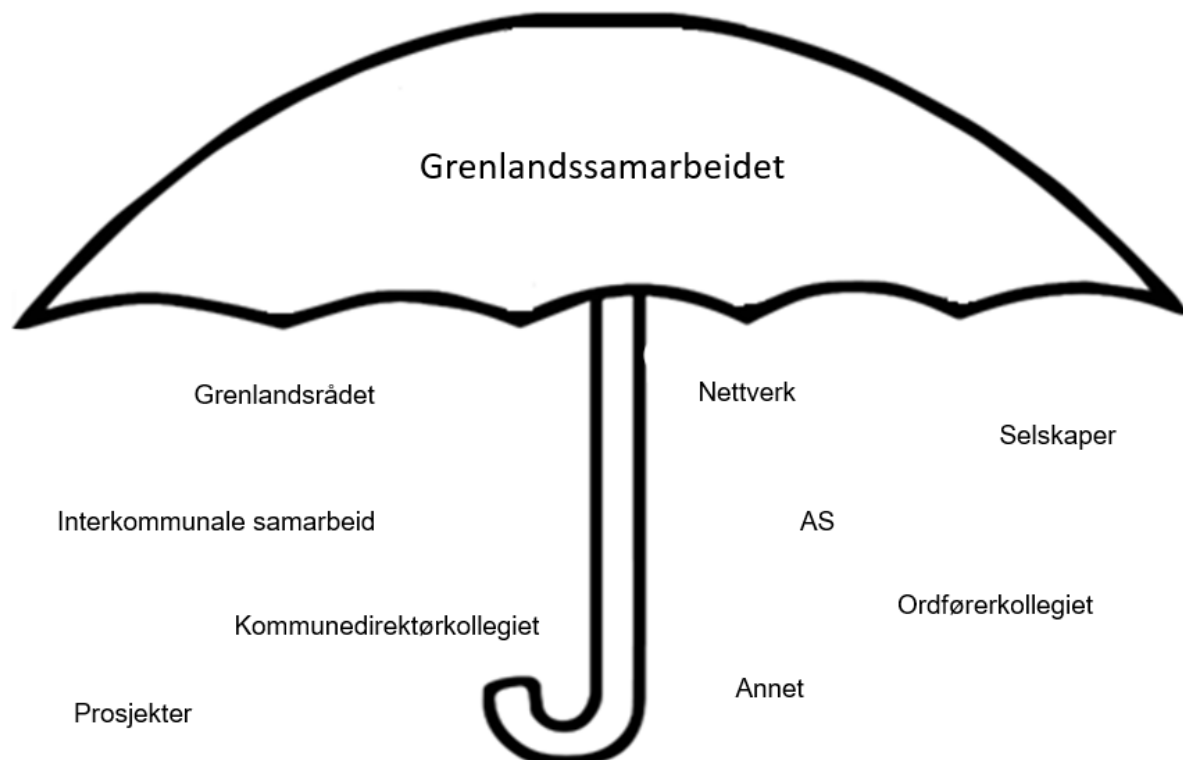 Grenlandssamarbeidet
Grenlandsrådet
Nettverk
Selskaper
Interkommunale samarbeid
AS
Ordførerkollegiet
Kommunedirektørkollegiet
Annet
Prosjekter